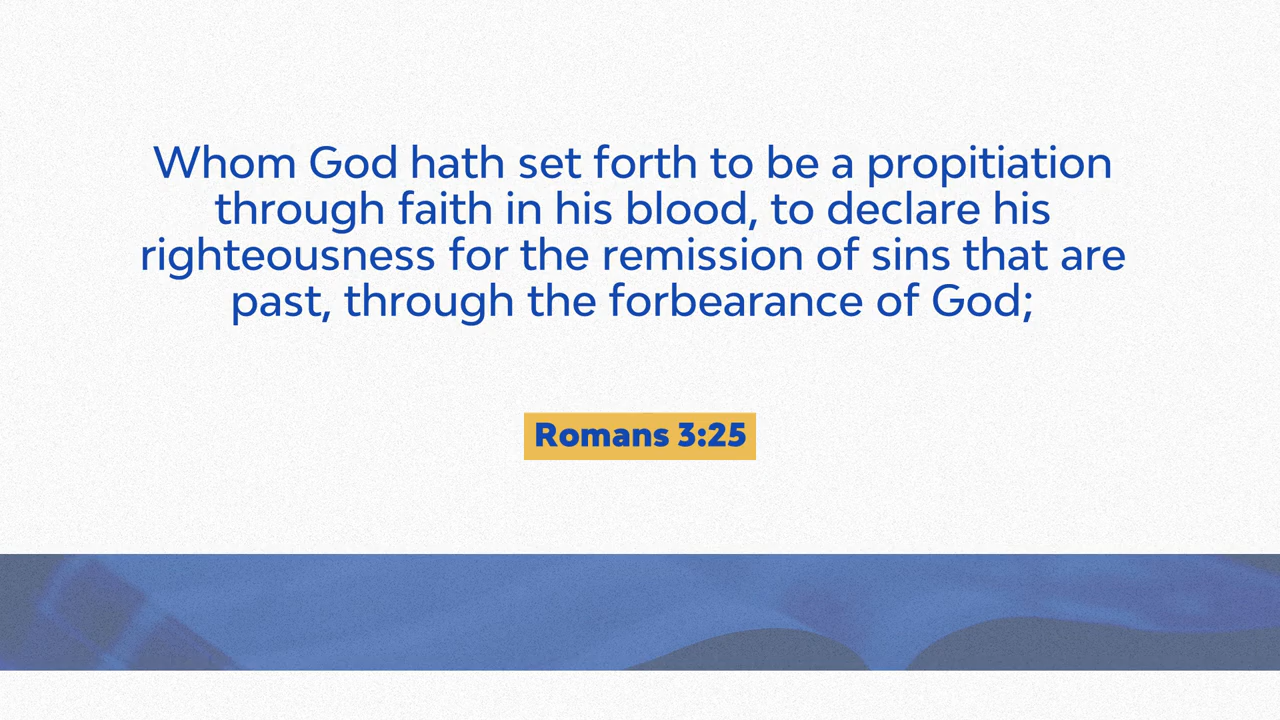 Whom God hath set forth to be a propitiation
through faith in his blood, to declare his
righteousness for the remission of sins that are
past, through the forbearance of God;
Romans 3:25